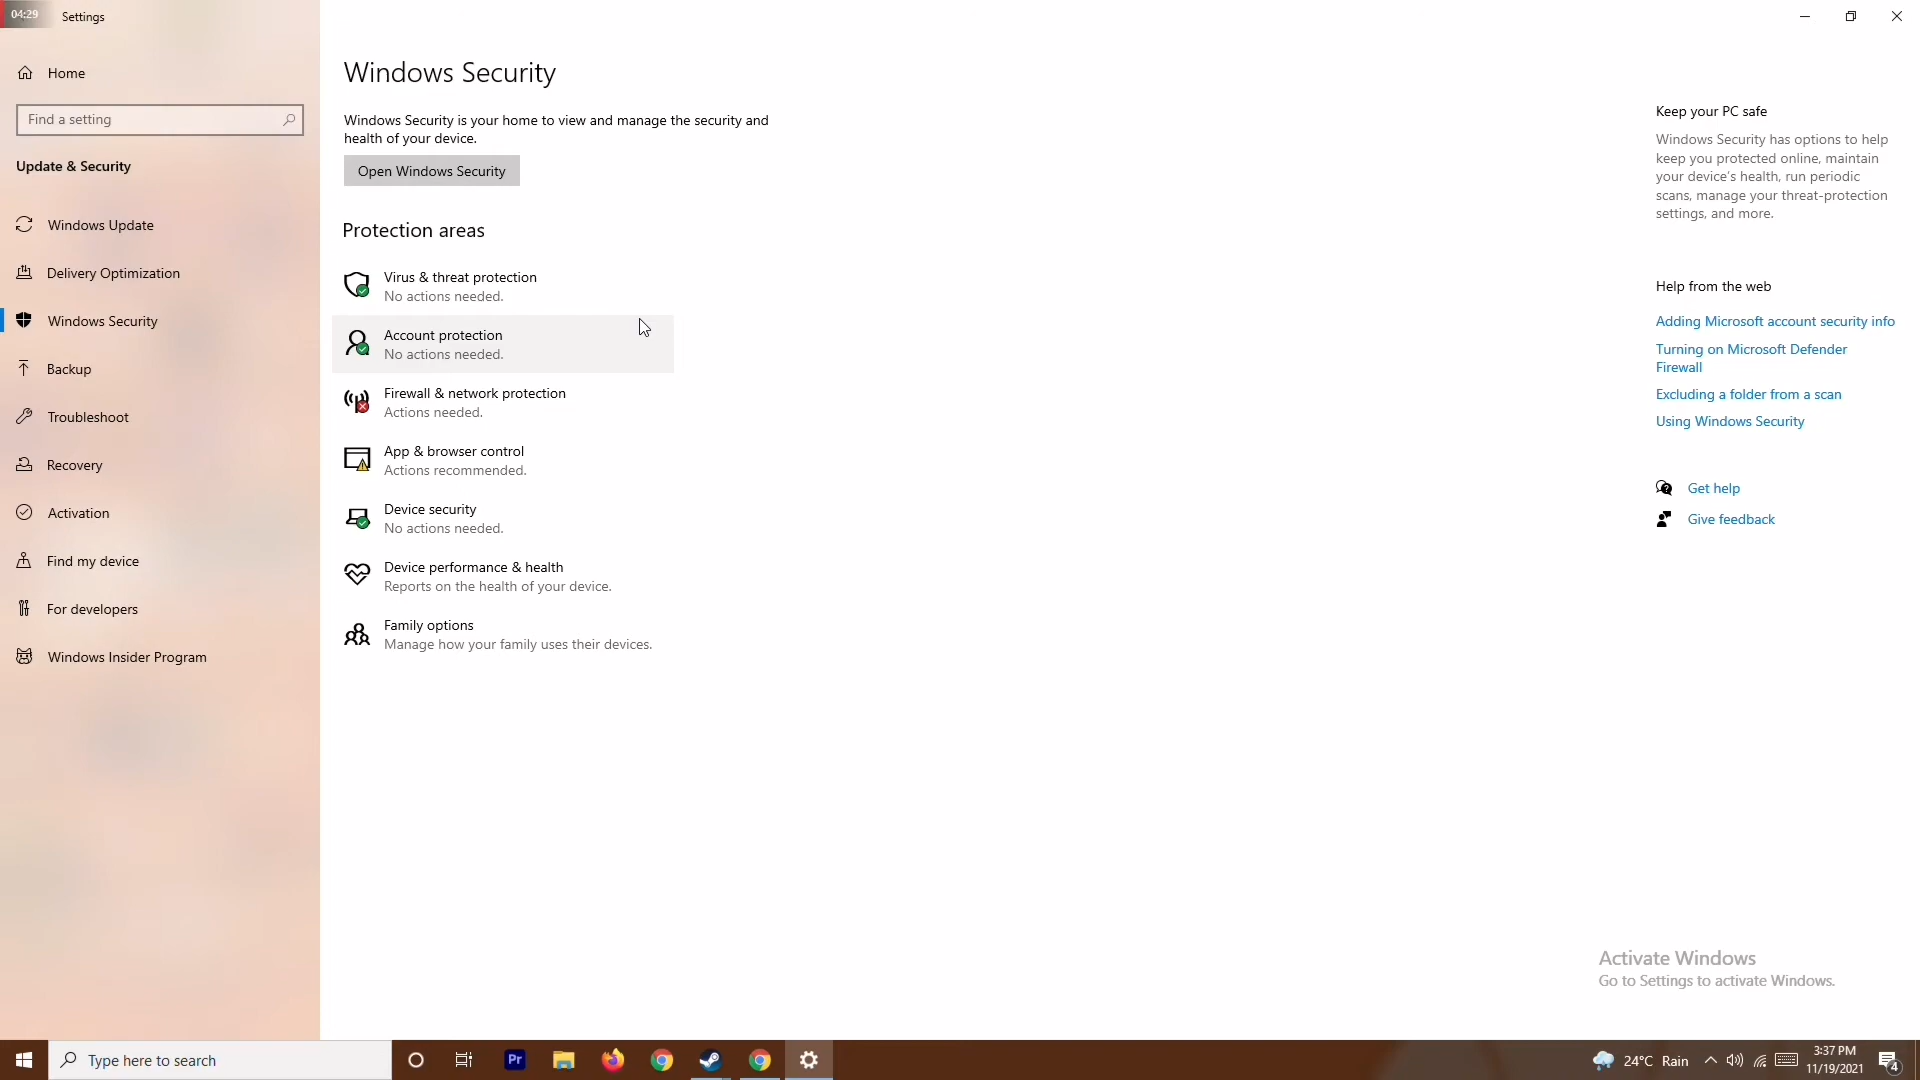 04:29
Settings
Home
Find a setting
Update & Security
Windows Update
Delivery Optimization
Windows Security
Backup
Troubleshoot
Recovery
Activation
Find my device
For developers
Windows Insider Program
Windows Security
Windows Security is your home to view and manage the security and
health of your device.
Open Windows Security
Protection areas
Virus & threat protection
No actions needed.
Account protection
No actions needed.
Firewall & network protection
Actions needed.
App & browser control
Actions recommended.
Device security
No actions needed.
Device performance & health
Reports on the health of your device.
Family options
Manage how your family uses their devices.
Keep your PC safe
Windows Security has options to help
keep you protected online, maintain
your device's health, run periodic
scans, manage your threat-protection
settings, and more.
Help from the web
Adding Microsoft account security info
Turning on Microsoft Defender
Firewall
Excluding a folder from a scan
Using Windows Security
Get help
Give feedback
Activate Windows
Go to Settings to activate Windows.
Type here to search
Pr
24°C Rain
3:37 PM
11/19/2021
4